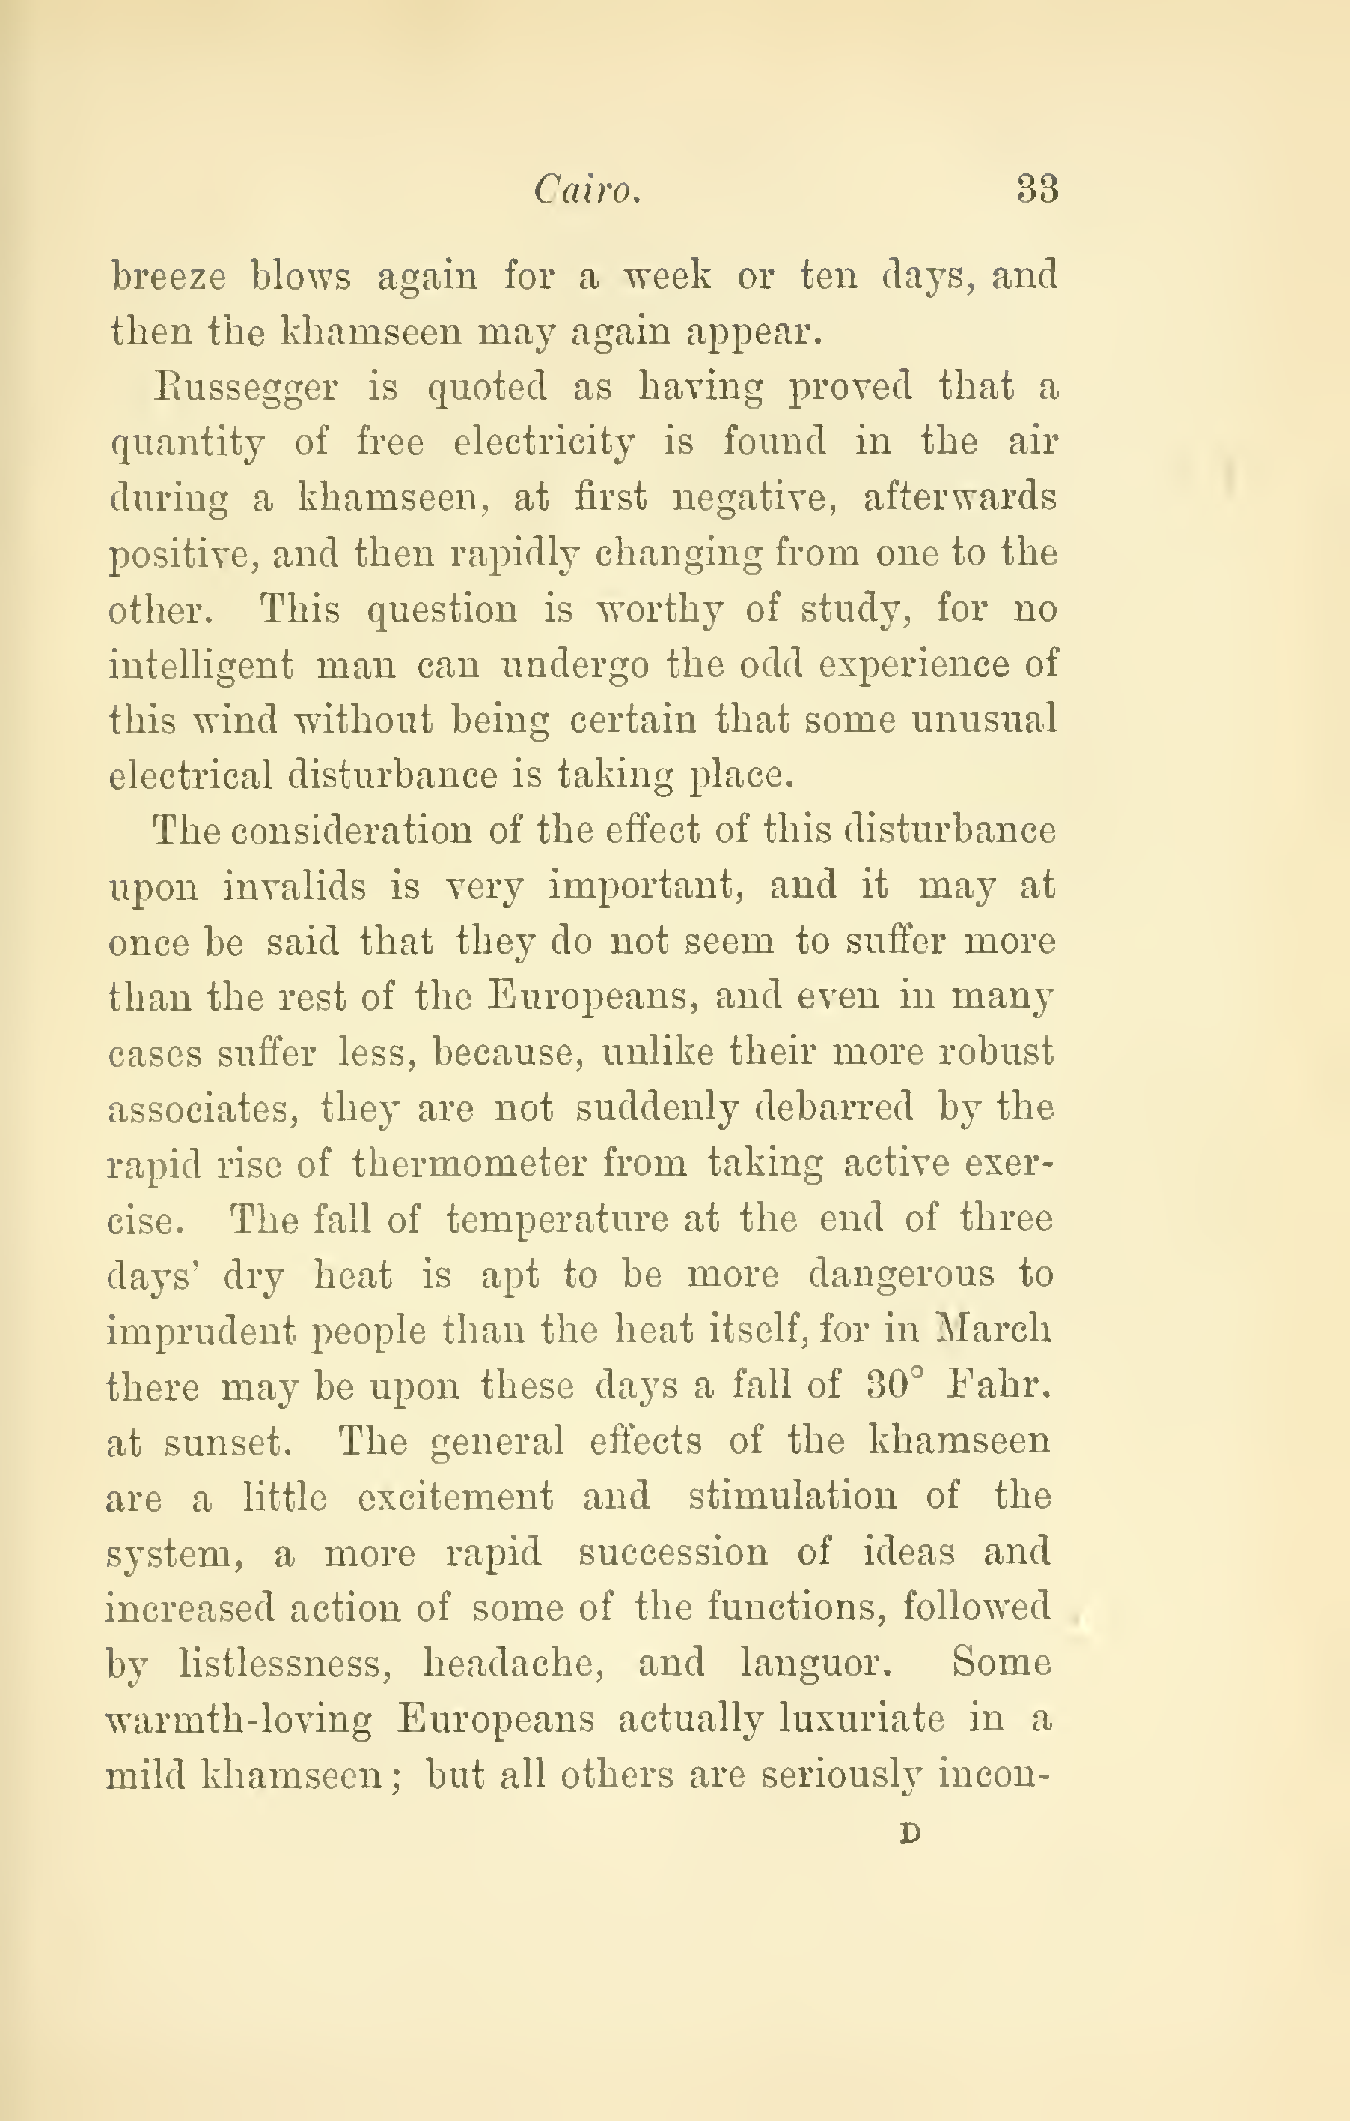 Cairo. 33
breeze blows again for a week or ten days, and
then the khamseen may again appear.
Russegger is quoted as having proved that a
quantity of free electricity is found in the air
during a khamseen, at first negative, afterwards
positive, and then rapidly changing from one to the
other. This question is worthy of study, for no
intelligent man can undergo the odd experience of
this wind without being certain that some unusual
electrical disturbance is taking place.
The consideration of the effect of this disturbance
upon invalids is very important, and it may at
once be said that they do not seem to suffer more
than the rest of the Europeans, and even in many
cases suffer less, because, unlike their more robust
associates, they are not suddenly debarred by the
rapid rise of thermometer from taking active exer-
cise. The fall of temperature at the end of three
days' dry heat is apt to be more dangerous to
imprudent people than the heat itself, for in March
there may be upon these days a fall of 30° Fahr.
at sunset. The general effects of the khamseen
are a little excitement and stimulation of the
system, a more rapid succession of ideas and
increased action of some of the functions, followed
by listlessness, headache, and languor. Some
warmth-loving Europeans actually luxuriate in a
mild khamseen; but all others are seriously incon-
D